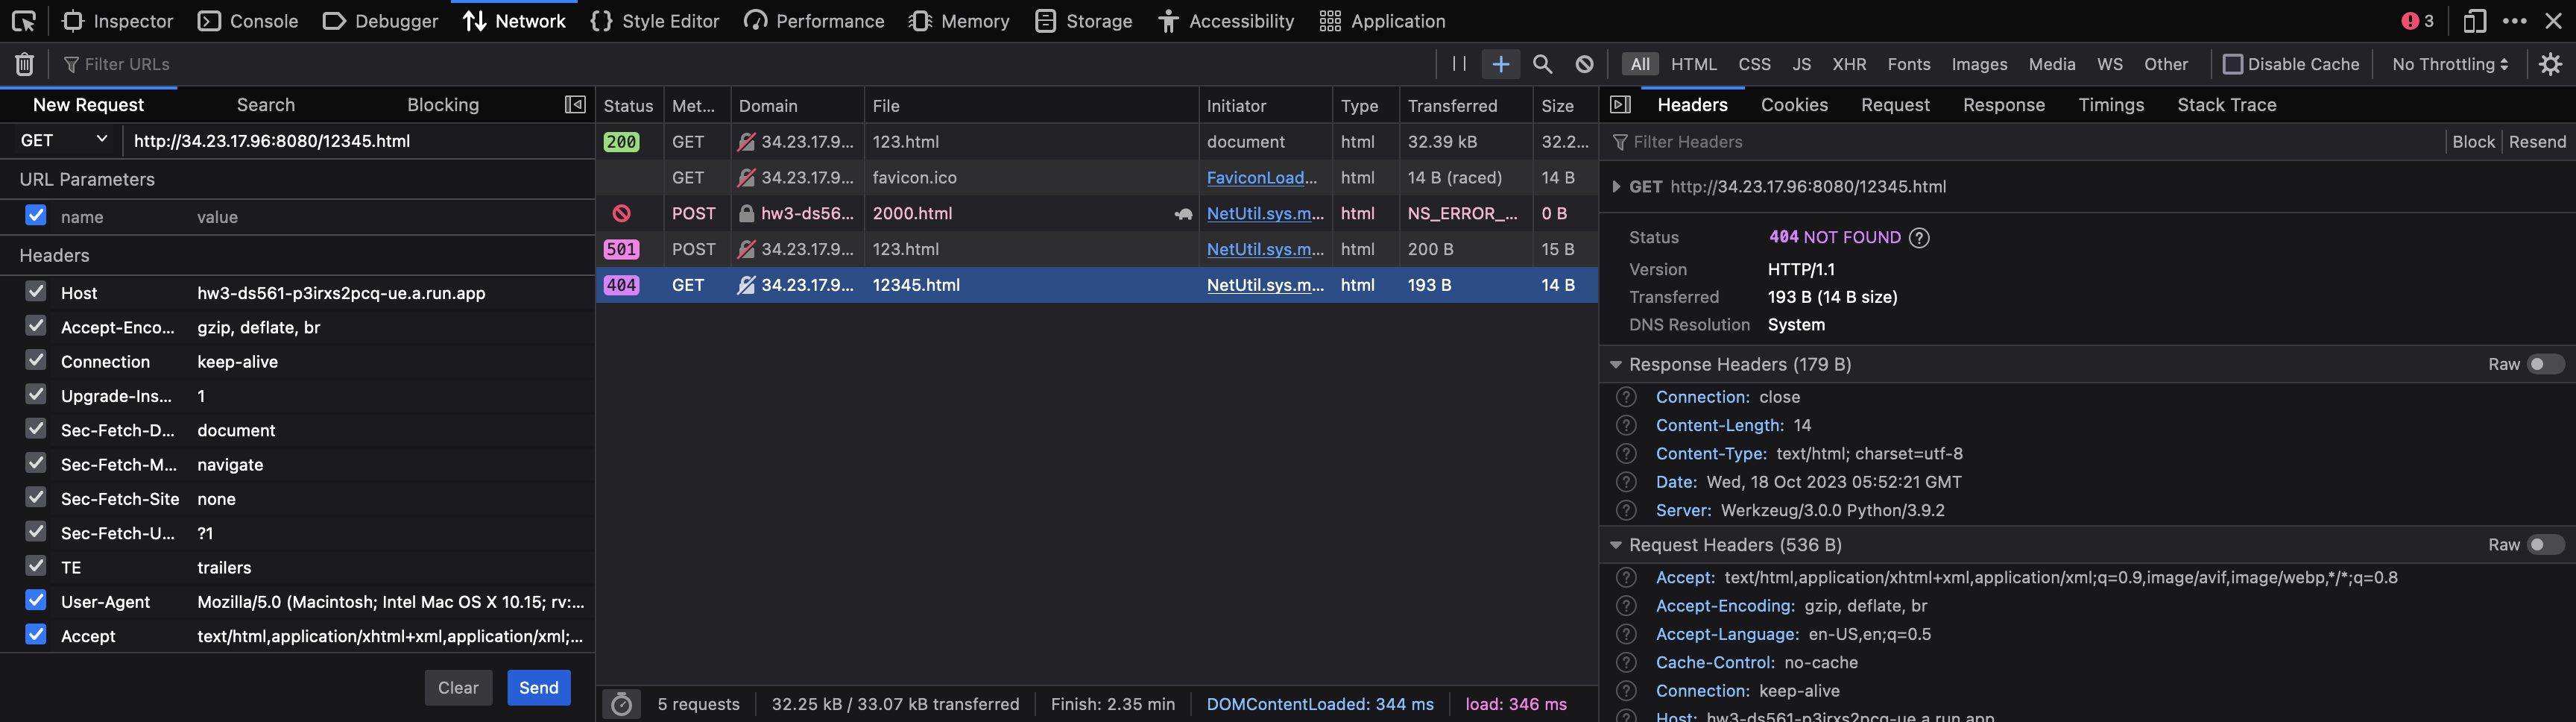 Inspector Console Debugger Network Style Editor Performance Memory Storage Accessibility Application 3
Filter URLs All HTML CSS JS XHR Fonts Images Media WS Other Disable Cache No Throttling
New Request Search Blocking
GET http://34.23.17.96:8080/12345.html
URL Parameters
name value
Headers
Host hw3-ds561-p3irxs2pcq-ue.a.run.app
Accept-Enco... gzip, deflate, br
Connection keep-alive
Upgrade-Ins... 1
Sec-Fetch-D... document
Sec-Fetch-M... navigate
Sec-Fetch-Site none
Sec-Fetch-U... ?1
TE trailers
User-Agent Mozilla/5.0 (Macintosh; Intel Mac OS X 10.15; rv:...
Accept text/html,application/xhtml+xml,application/xml;...
Clear Send
Status Met... Domain File Initiator Type Transferred Size
200 GET 34.23.17.9... 123.html document html 32.39 kB 32.2...
GET 34.23.17.9... favicon.ico FaviconLoad... html 14 B (raced) 14 B
POST hw3-ds56... 2000.html NetUtil.sys.m... html NS_ERROR_... 0 B
501 POST 34.23.17.9... 123.html NetUtil.sys.m... html 200 B 15 B
404 GET 34.23.17.9... 12345.html NetUtil.sys.m... html 193 B 14 B
5 requests 32.25 kB / 33.07 kB transferred Finish: 2.35 min DOMContentLoaded: 344 ms load: 346 ms
Headers Cookies Request Response Timings Stack Trace
Filter Headers Block Resend
GET http://34.23.17.96:8080/12345.html
Status 404 NOT FOUND
Version HTTP/1.1
Transferred 193 B (14 B size)
DNS Resolution System
Response Headers (179 B) Raw
Connection: close
Content-Length: 14
Content-Type: text/html; charset=utf-8
Date: Wed, 18 Oct 2023 05:52:21 GMT
Server: Werkzeug/3.0.0 Python/3.9.2
Request Headers (536 B) Raw
Accept: text/html,application/xhtml+xml,application/xml;q=0.9,image/avif,image/webp,*/*;q=0.8
Accept-Encoding: gzip, deflate, br
Accept-Language: en-US,en;q=0.5
Cache-Control: no-cache
Connection: keep-alive
Host: hw3-ds561-p3irxs2pcq-ue.a.run.app